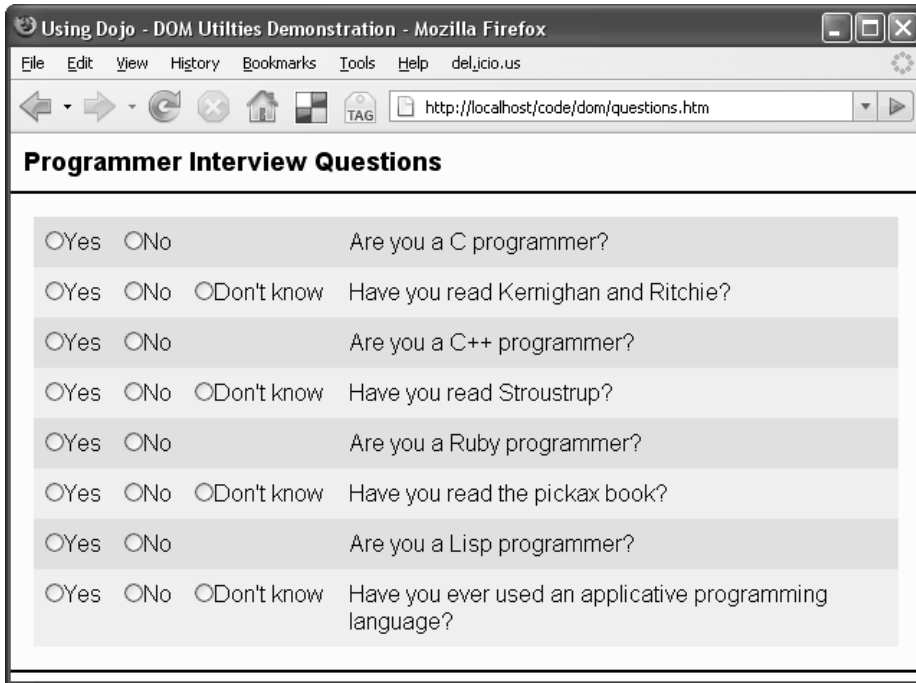 Using Dojo - DOM Utilties Demonstration - Mozilla Firefox
File Edit View History Bookmarks Tools Help del.icio.us
TAG http://localhost/code/dom/questions.htm
Programmer Interview Questions
Yes No Are you a C programmer?
Yes No Don't know Have you read Kernighan and Ritchie?
Yes No Are you a C++ programmer?
Yes No Don't know Have you read Stroustrup?
Yes No Are you a Ruby programmer?
Yes No Don't know Have you read the pickax book?
Yes No Are you a Lisp programmer?
Yes No Don't know Have you ever used an applicative programming
language?